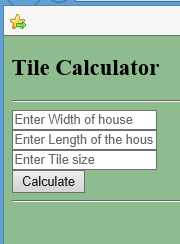 Tile Calculator
Enter Width of house
Enter Length of the hous
Enter Tile size
Calculate